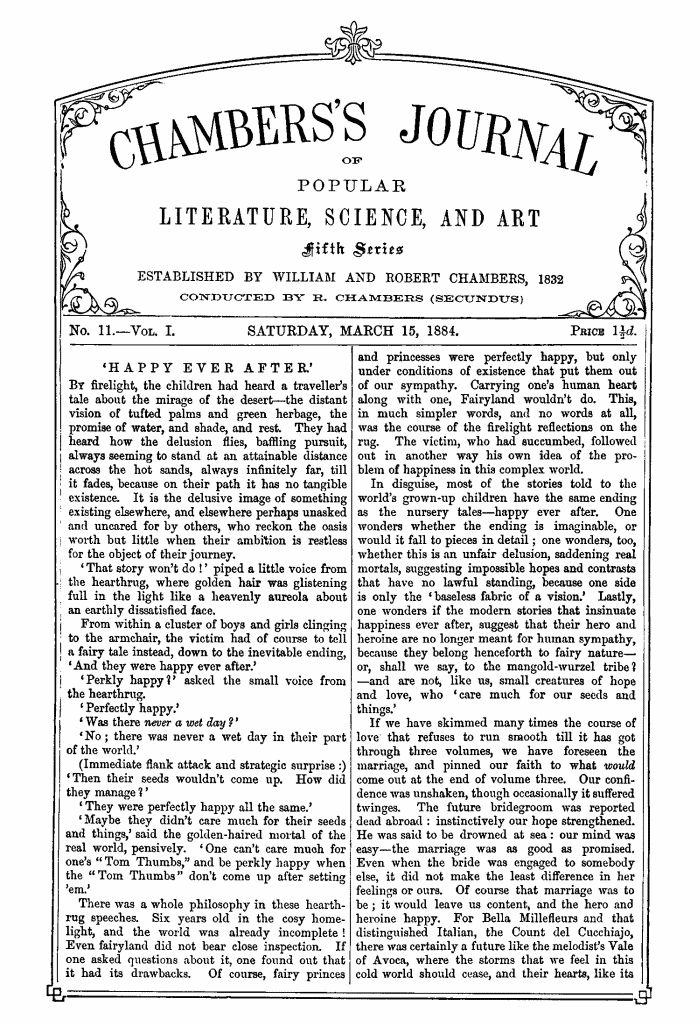 CHAMBERS'S JOURNAL
OF
POPULAR
LITERATURE, SCIENCE, AND ART
Fifth Series
ESTABLISHED BY WILLIAM AND ROBERT CHAMBERS, 1832
CONDUCTED BY R. CHAMBERS (SECUNDUS)
No. 11.—Vol. I.
SATURDAY, MARCH 15, 1884.
Price 1½d.
'HAPPY EVER AFTER.'
By firelight, the children had heard a traveller's
tale about the mirage of the desert—the distant
vision of tufted palms and green herbage, the
promise of water, and shade, and rest. They had
heard how the delusion flies, baffling pursuit,
always seeming to stand at an attainable distance
across the hot sands, always infinitely far, till
it fades, because on their path it has no tangible
existence. It is the delusive image of something
existing elsewhere, and elsewhere perhaps unasked
and uncared for by others, who reckon the oasis
worth but little when their ambition is restless
for the object of their journey.
'That story won't do!' piped a little voice from
the hearthrug, where golden hair was glistening
full in the light like a heavenly aureola about
an earthly dissatisfied face.
From within a cluster of boys and girls clinging
to the armchair, the victim had of course to tell
a fairy tale instead, down to the inevitable ending,
'And they were happy ever after.'
'Perkly happy?' asked the small voice from
the hearthrug.
'Perfectly happy.'
'Was there never a wet day?'
'No; there was never a wet day in their part
of the world.'
(Immediate flank attack and strategic surprise:)
'Then their seeds wouldn't come up. How did
they manage?'
'They were perfectly happy all the same.'
'Maybe they didn't care much for their seeds
and things,' said the golden-haired mortal of the
real world, pensively. 'One can't care much for
one's "Tom Thumbs," and be perkly happy when
the "Tom Thumbs" don't come up after setting
'em.'
There was a whole philosophy in these hearth-
rug speeches. Six years old in the cosy home-
light, and the world was already incomplete!
Even fairyland did not bear close inspection. If
one asked questions about it, one found out that
it had its drawbacks. Of course, fairy princes
and princesses were perfectly happy, but only
under conditions of existence that put them out
of our sympathy. Carrying one's human heart
along with one, Fairyland wouldn't do. This,
in much simpler words, and no words at all,
was the course of the firelight reflections on the
rug. The victim, who had succumbed, followed
out in another way his own idea of the pro-
blem of happiness in this complex world.
In disguise, most of the stories told to the
world's grown-up children have the same ending
as the nursery tales—happy ever after. One
wonders whether the ending is imaginable, or
would it fall to pieces in detail; one wonders, too,
whether this is an unfair delusion, saddening real
mortals, suggesting impossible hopes and contrasts
that have no lawful standing, because one side
is only the 'baseless fabric of a vision.' Lastly,
one wonders if the modern stories that insinuate
happiness ever after, suggest that their hero and
heroine are no longer meant for human sympathy,
because they belong henceforth to fairy nature—
or, shall we say, to the mangold-wurzel tribe?
—and are not, like us, small creatures of hope
and love, who 'care much for our seeds and
things.'
If we have skimmed many times the course of
love that refuses to run smooth till it has got
through three volumes, we have foreseen the
marriage, and pinned our faith to what would
come out at the end of volume three. Our confi-
dence was unshaken, though occasionally it suffered
twinges. The future bridegroom was reported
dead abroad: instinctively our hope strengthened.
He was said to be drowned at sea: our mind was
easy—the marriage was as good as promised.
Even when the bride was engaged to somebody
else, it did not make the least difference in her
feelings or ours. Of course that marriage was to
be; it would leave us content, and the hero and
heroine happy. For Bella Millefleurs and that
distinguished Italian, the Count del Cucchiajo,
there was certainly a future like the melodist's Vale
of Avoca, where the storms that we feel in this
cold world should cease, and their hearts, like its